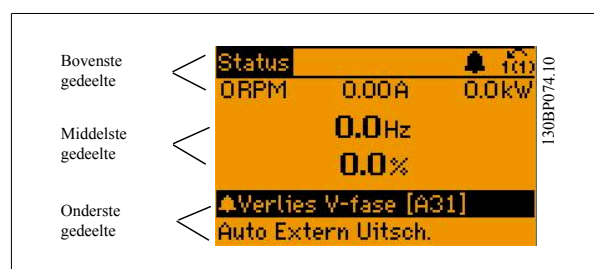 Bovenste
gedeelte
Status 1(1)
0RPM 0.00A 0.0kW
Middelste
gedeelte
0.0Hz
0.0%
Onderste
gedeelte
Verlies V-fase [A31]
Auto Extern Uitsch.
130BP074.10